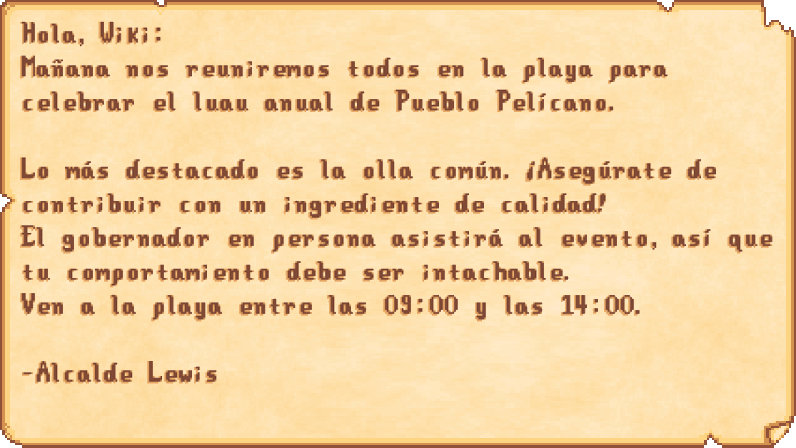 Hola, Wiki:
Mañana nos reuniremos todos en la playa para
celebrar el luau anual de Pueblo Pelícano.
Lo más destacado es la olla común. ¡Asegúrate de
contribuir con un ingrediente de calidad!
El gobernador en persona asistirá al evento, así que
tu comportamiento debe ser intachable.
Ven a la playa entre las 09:00 y las 14:00.
-Alcalde Lewis